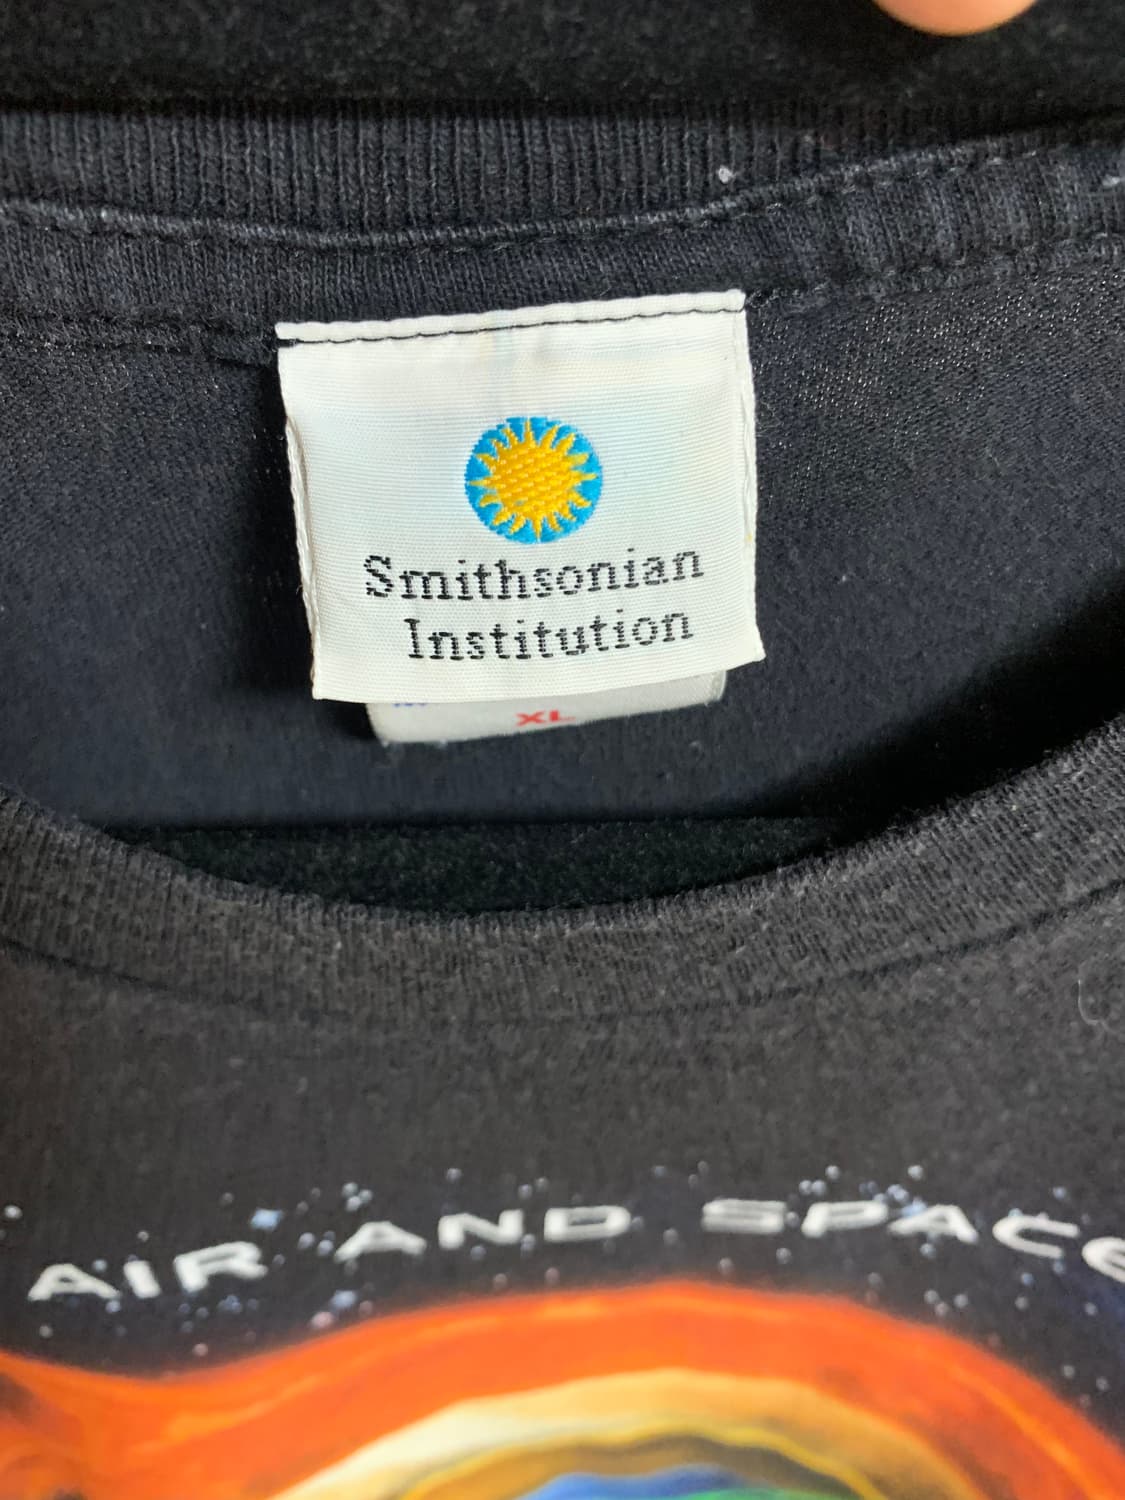 Smithsonian
Institution
XL
AIR AND SPACE